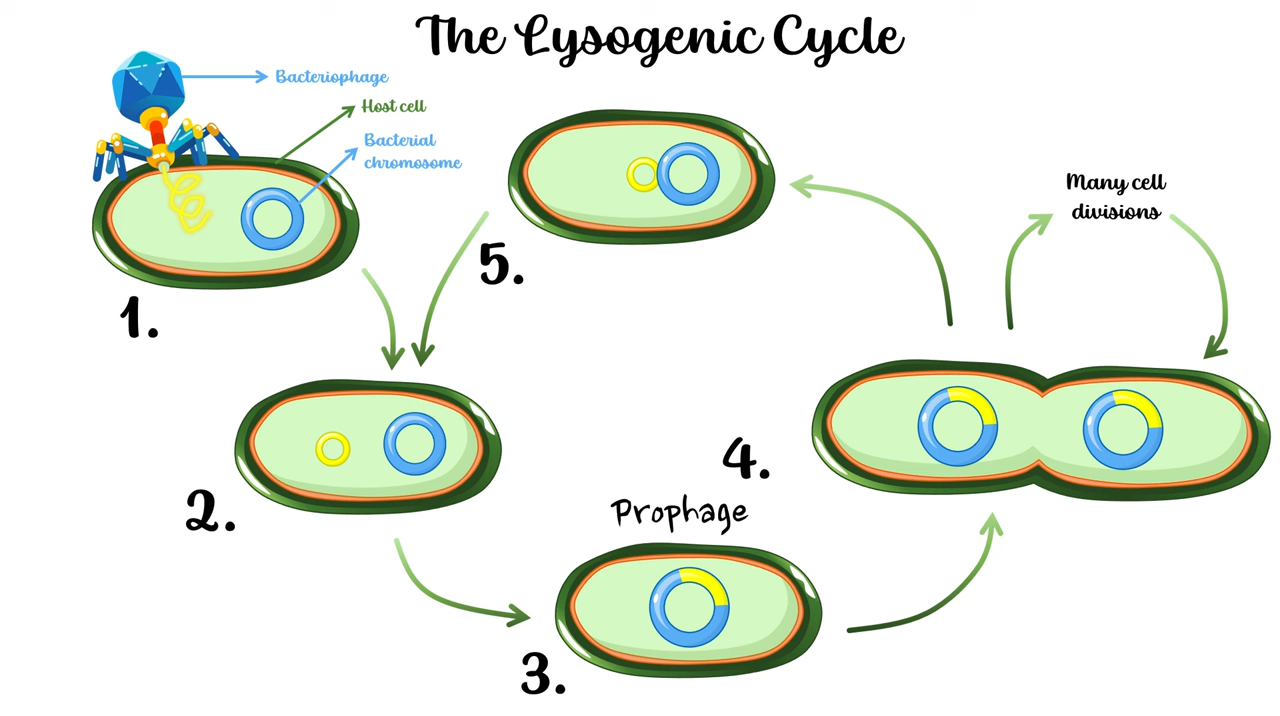 The Lysogenic Cycle
Bacteriophage
Host cell
Bacterial
chromosome
Many cell
divisions
1.
5.
2.
4.
Prophage
3.